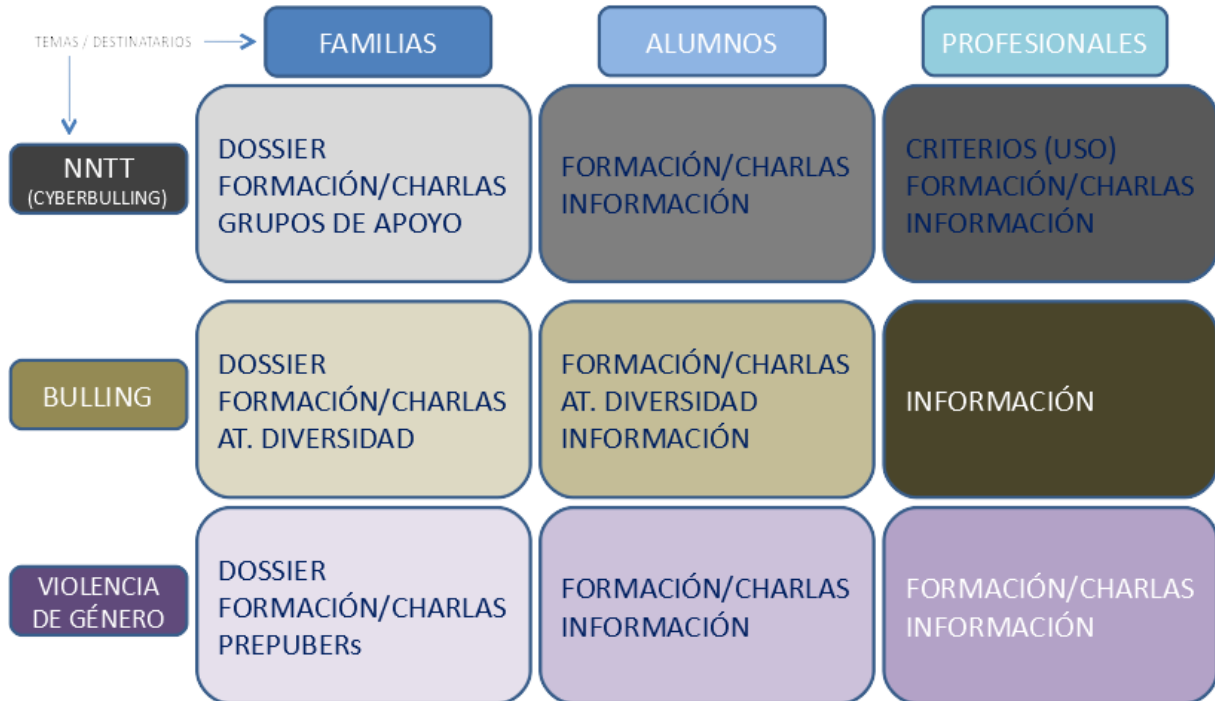 TEMAS / DESTINATARIOS
FAMILIAS
ALUMNOS
PROFESIONALES
NNTT
(CYBERBULLING)
DOSSIER
FORMACIÓN/CHARLAS
GRUPOS DE APOYO
FORMACIÓN/CHARLAS
INFORMACIÓN
CRITERIOS (USO)
FORMACIÓN/CHARLAS
INFORMACIÓN
BULLING
DOSSIER
FORMACIÓN/CHARLAS
AT. DIVERSIDAD
FORMACIÓN/CHARLAS
AT. DIVERSIDAD
INFORMACIÓN
INFORMACIÓN
VIOLENCIA
DE GÉNERO
DOSSIER
FORMACIÓN/CHARLAS
PREPUBERs
FORMACIÓN/CHARLAS
INFORMACIÓN
FORMACIÓN/CHARLAS
INFORMACIÓN